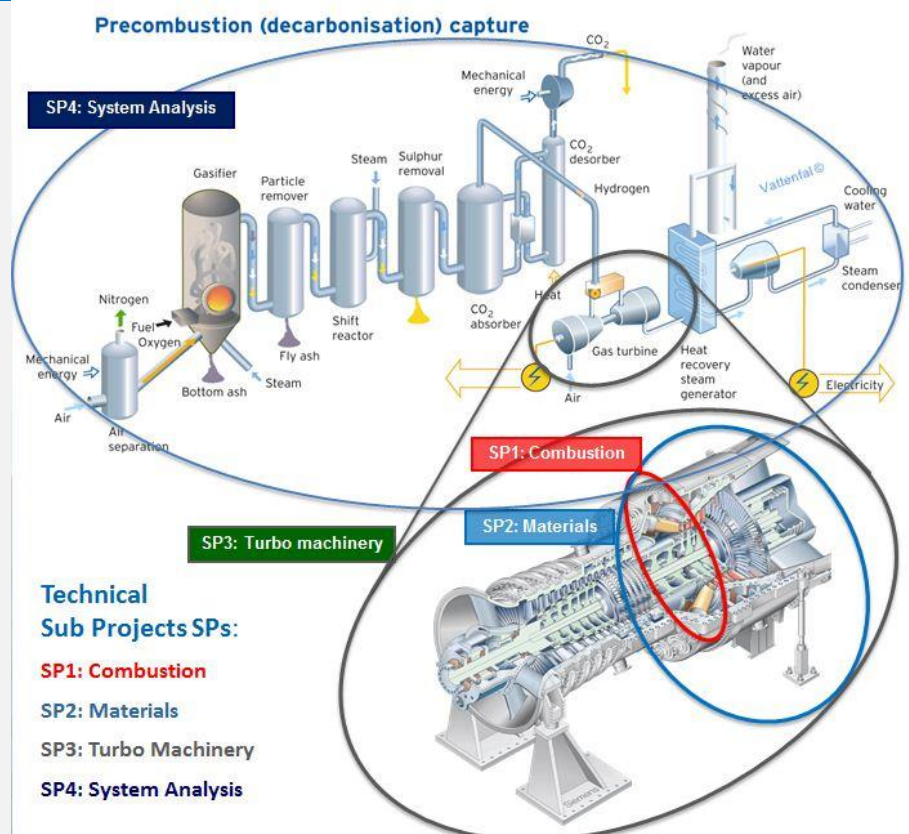 Precombustion (decarbonisation) capture
SP4: System Analysis
CO2
Mechanical
energy
Water
vapour
(and
excess air)
Gasifier
Particle
remover
Steam
Sulphur
removal
CO2
desorber
Hydrogen
Vattenfal©
Cooling
water
Steam
condenser
Nitrogen
Fuel
Oxygen
Mechanical
energy
Shift
reactor
CO2
absorber
Heat
Gas turbine
Heat
recovery
steam
generator
Electricity
Fly ash
Steam
Bottom ash
Air
Air
separation
Air
SP1: Combustion
SP2: Materials
SP3: Turbo machinery
Technical
Sub Projects SPs:
SP1: Combustion
SP2: Materials
SP3: Turbo Machinery
SP4: System Analysis
Siemens